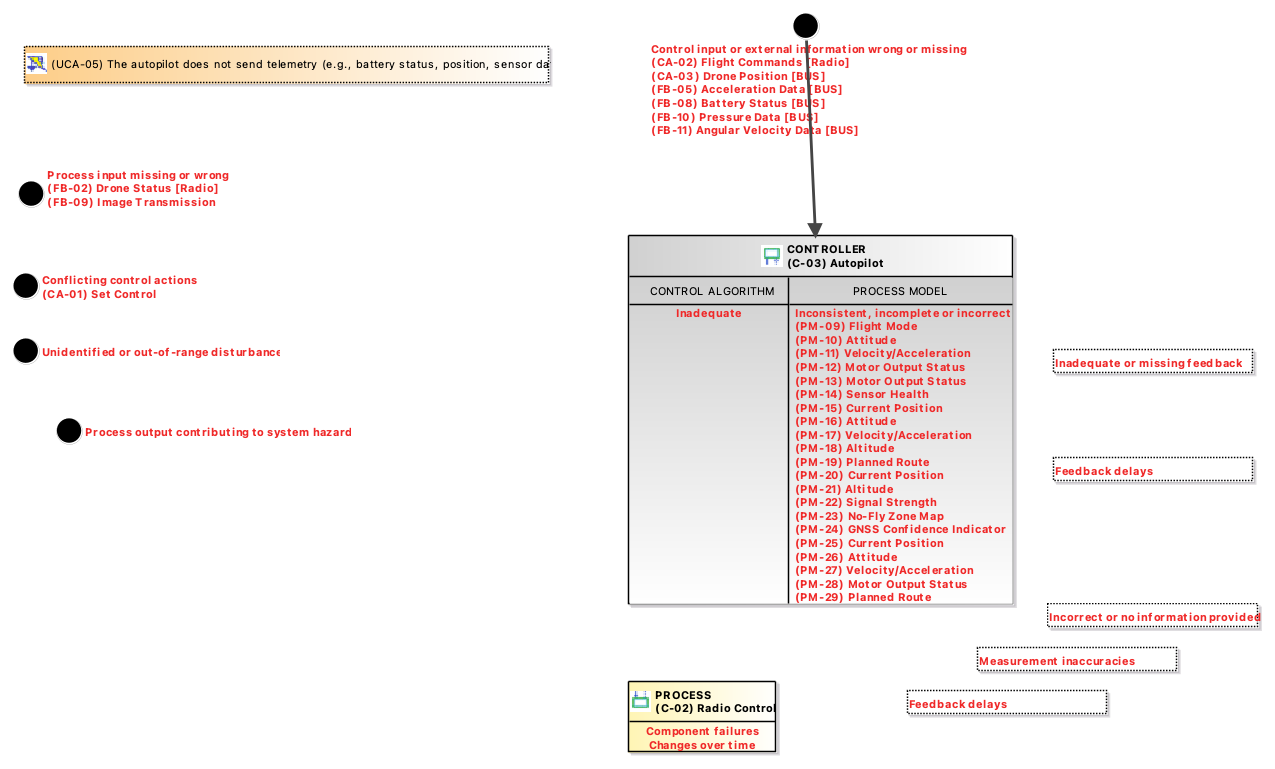 (UCA-05) The autopilot does not send telemetry (e.g., battery status, position, sensor da
Control input or external information wrong or missing
(CA-02) Flight Commands [Radio]
(CA-03) Drone Position [BUS]
(FB-05) Acceleration Data [BUS]
(FB-08) Battery Status [BUS]
(FB-10) Pressure Data [BUS]
(FB-11) Angular Velocity Data [BUS]
Process input missing or wrong
(FB-02) Drone Status [Radio]
(FB-09) Image Transmission
Conflicting control actions
(CA-01) Set Control
Unidentified or out-of-range disturbance
Process output contributing to system hazard
CONTROLLER
(C-03) Autopilot
CONTROL ALGORITHM
Inadequate
PROCESS MODEL
Inconsistent, incomplete or incorrect
(PM-09) Flight Mode
(PM-10) Attitude
(PM-11) Velocity/Acceleration
(PM-12) Motor Output Status
(PM-13) Motor Output Status
(PM-14) Sensor Health
(PM-15) Current Position
(PM-16) Attitude
(PM-17) Velocity/Acceleration
(PM-18) Altitude
(PM-19) Planned Route
(PM-20) Current Position
(PM-21) Altitude
(PM-22) Signal Strength
(PM-23) No-Fly Zone Map
(PM-24) GNSS Confidence Indicator
(PM-25) Current Position
(PM-26) Attitude
(PM-27) Velocity/Acceleration
(PM-28) Motor Output Status
(PM-29) Planned Route
Inadequate or missing feedback
Feedback delays
Incorrect or no information provided
Measurement inaccuracies
Feedback delays
PROCESS
(C-02) Radio Control
Component failures
Changes over time